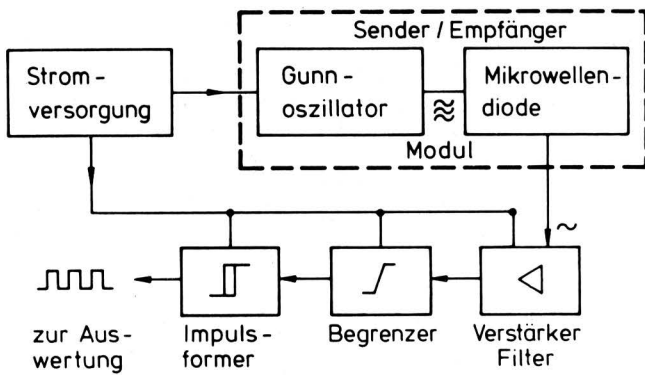 Sender / Empfänger
Strom-
versorgung
Gunn-
oszillator
Mikrowellen-
diode
Modul
zur Aus-
wertung
Impuls-
former
Begrenzer
Verstärker
Filter